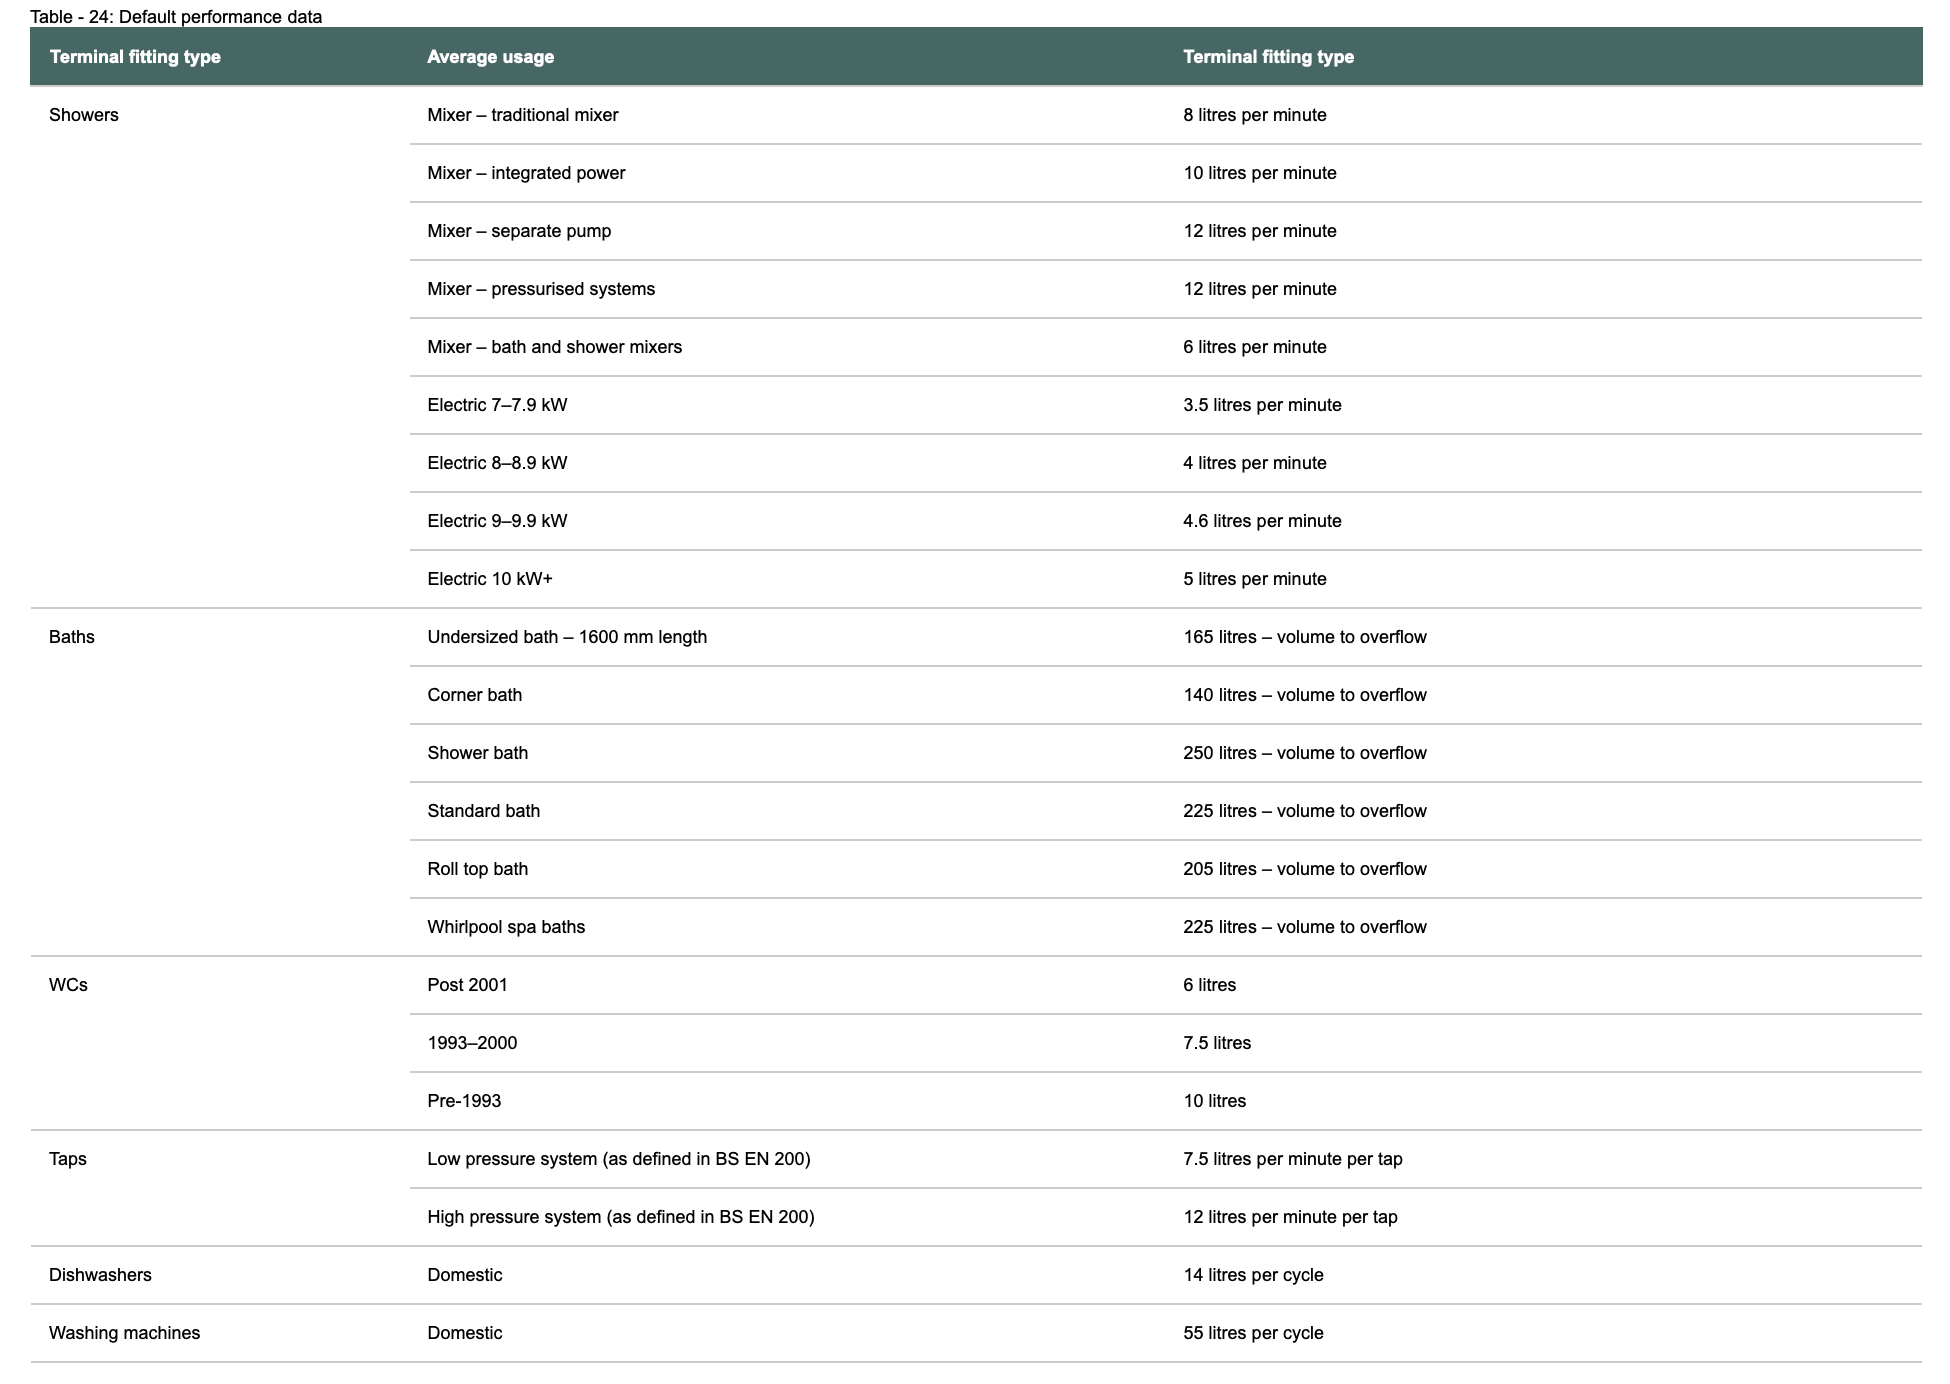 Table - 24: Default performance data
Terminal fitting type Average usage Terminal fitting type
Showers Mixer – traditional mixer 8 litres per minute
Mixer – integrated power 10 litres per minute
Mixer – separate pump 12 litres per minute
Mixer – pressurised systems 12 litres per minute
Mixer – bath and shower mixers 6 litres per minute
Electric 7–7.9 kW 3.5 litres per minute
Electric 8–8.9 kW 4 litres per minute
Electric 9–9.9 kW 4.6 litres per minute
Electric 10 kW+ 5 litres per minute
Baths Undersized bath – 1600 mm length 165 litres – volume to overflow
Corner bath 140 litres – volume to overflow
Shower bath 250 litres – volume to overflow
Standard bath 225 litres – volume to overflow
Roll top bath 205 litres – volume to overflow
Whirlpool spa baths 225 litres – volume to overflow
WCs Post 2001 6 litres
1993–2000 7.5 litres
Pre-1993 10 litres
Taps Low pressure system (as defined in BS EN 200) 7.5 litres per minute per tap
High pressure system (as defined in BS EN 200) 12 litres per minute per tap
Dishwashers Domestic 14 litres per cycle
Washing machines Domestic 55 litres per cycle